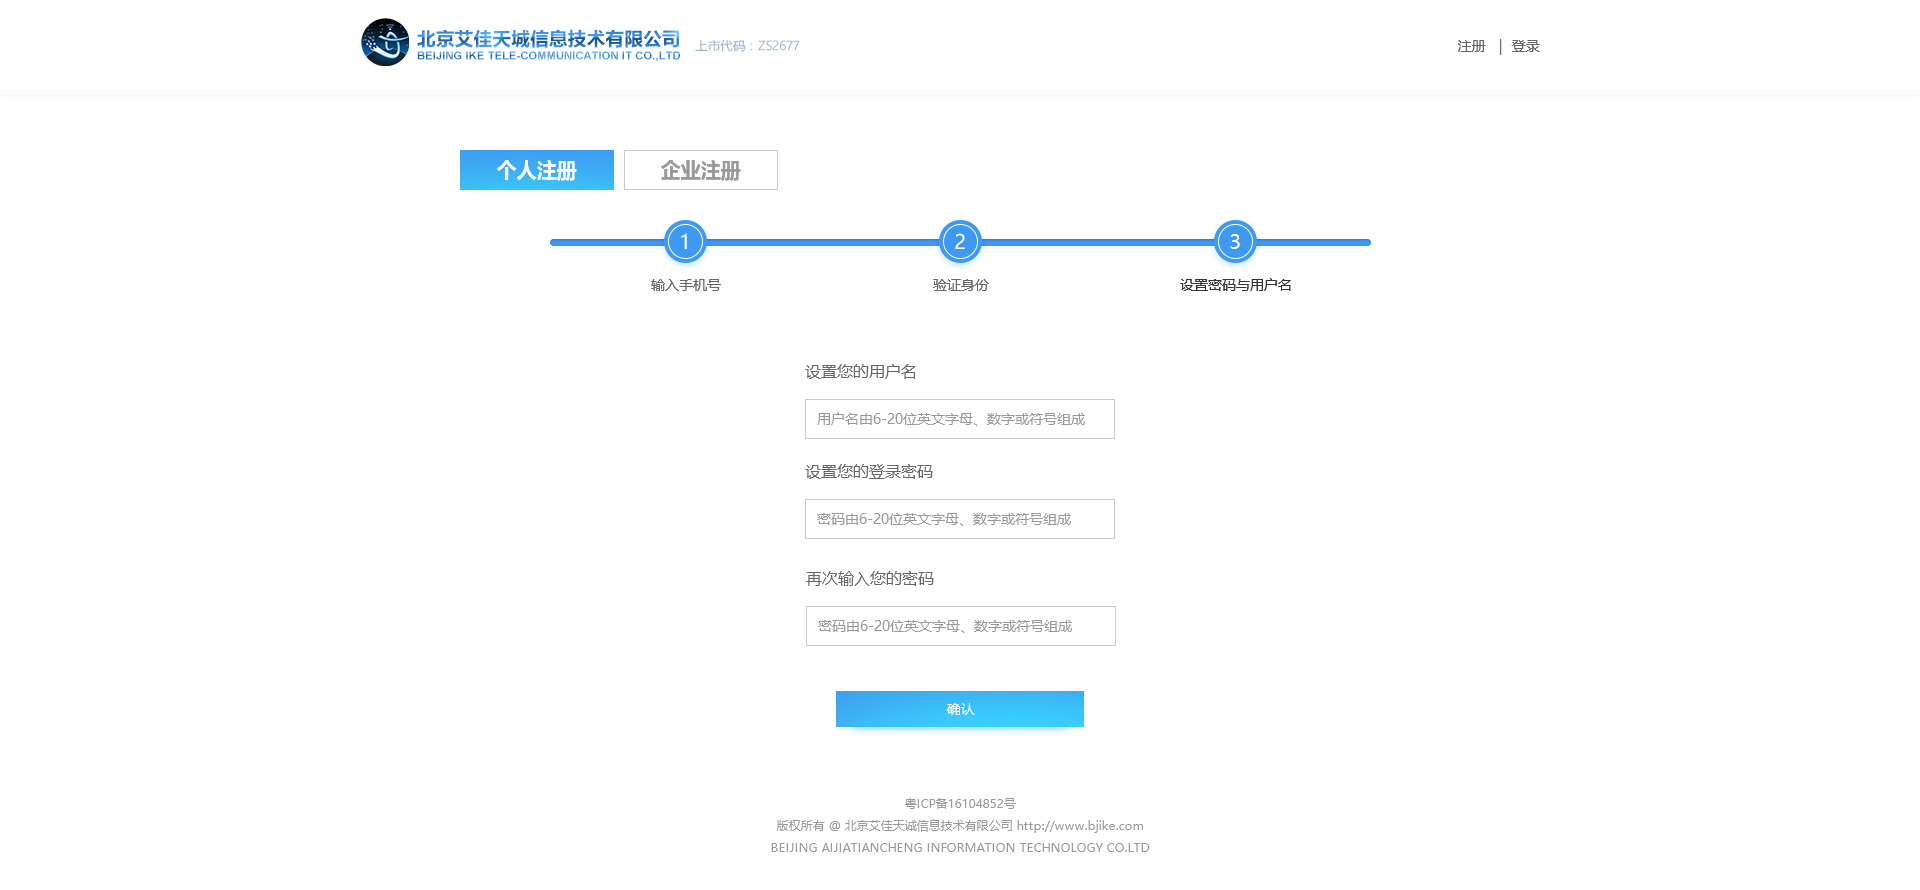 北京艾佳天诚信息技术有限公司
BEIJING IKE TELE-COMMUNICATION IT CO.,LTD
上市代码：ZS2677
注册 | 登录
个人注册 企业注册
1 2 3
输入手机号 验证身份 设置密码与用户名
设置您的用户名
用户名由6-20位英文字母、数字或符号组成
设置您的登录密码
密码由6-20位英文字母、数字或符号组成
再次输入您的密码
密码由6-20位英文字母、数字或符号组成
确认
粤ICP备16104852号
版权所有 @ 北京艾佳天诚信息技术有限公司 http://www.bjike.com
BEIJING AIJIATIANCHENG INFORMATION TECHNOLOGY CO.LTD